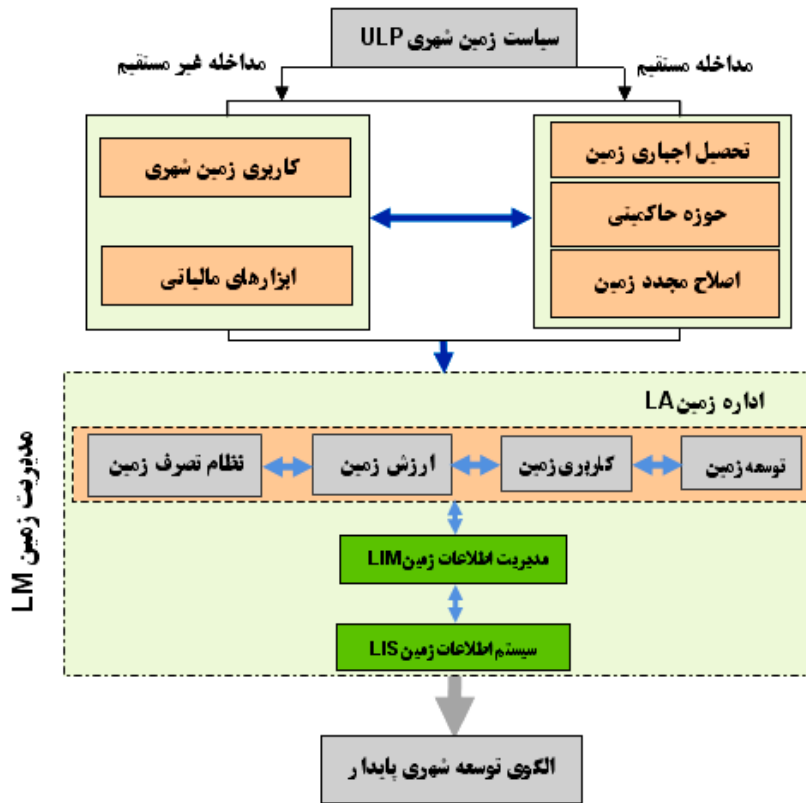 سیاست زمین شهری ULP
مداخله مستقیم
مداخله غیر مستقیم
تحصیل اجباری زمین
حوزه حاکمیتی
اصلاح مجدد زمین
کاربری زمین شهری
ابزارهای مالیاتی
مدیریت زمین LM
اداره زمین LA
توسعه زمین
کاربری زمین
ارزش زمین
نظام تصرف زمین
مدیریت اطلاعات زمین LIM
سیستم اطلاعات زمین LIS
الگوی توسعه شهری پایدار